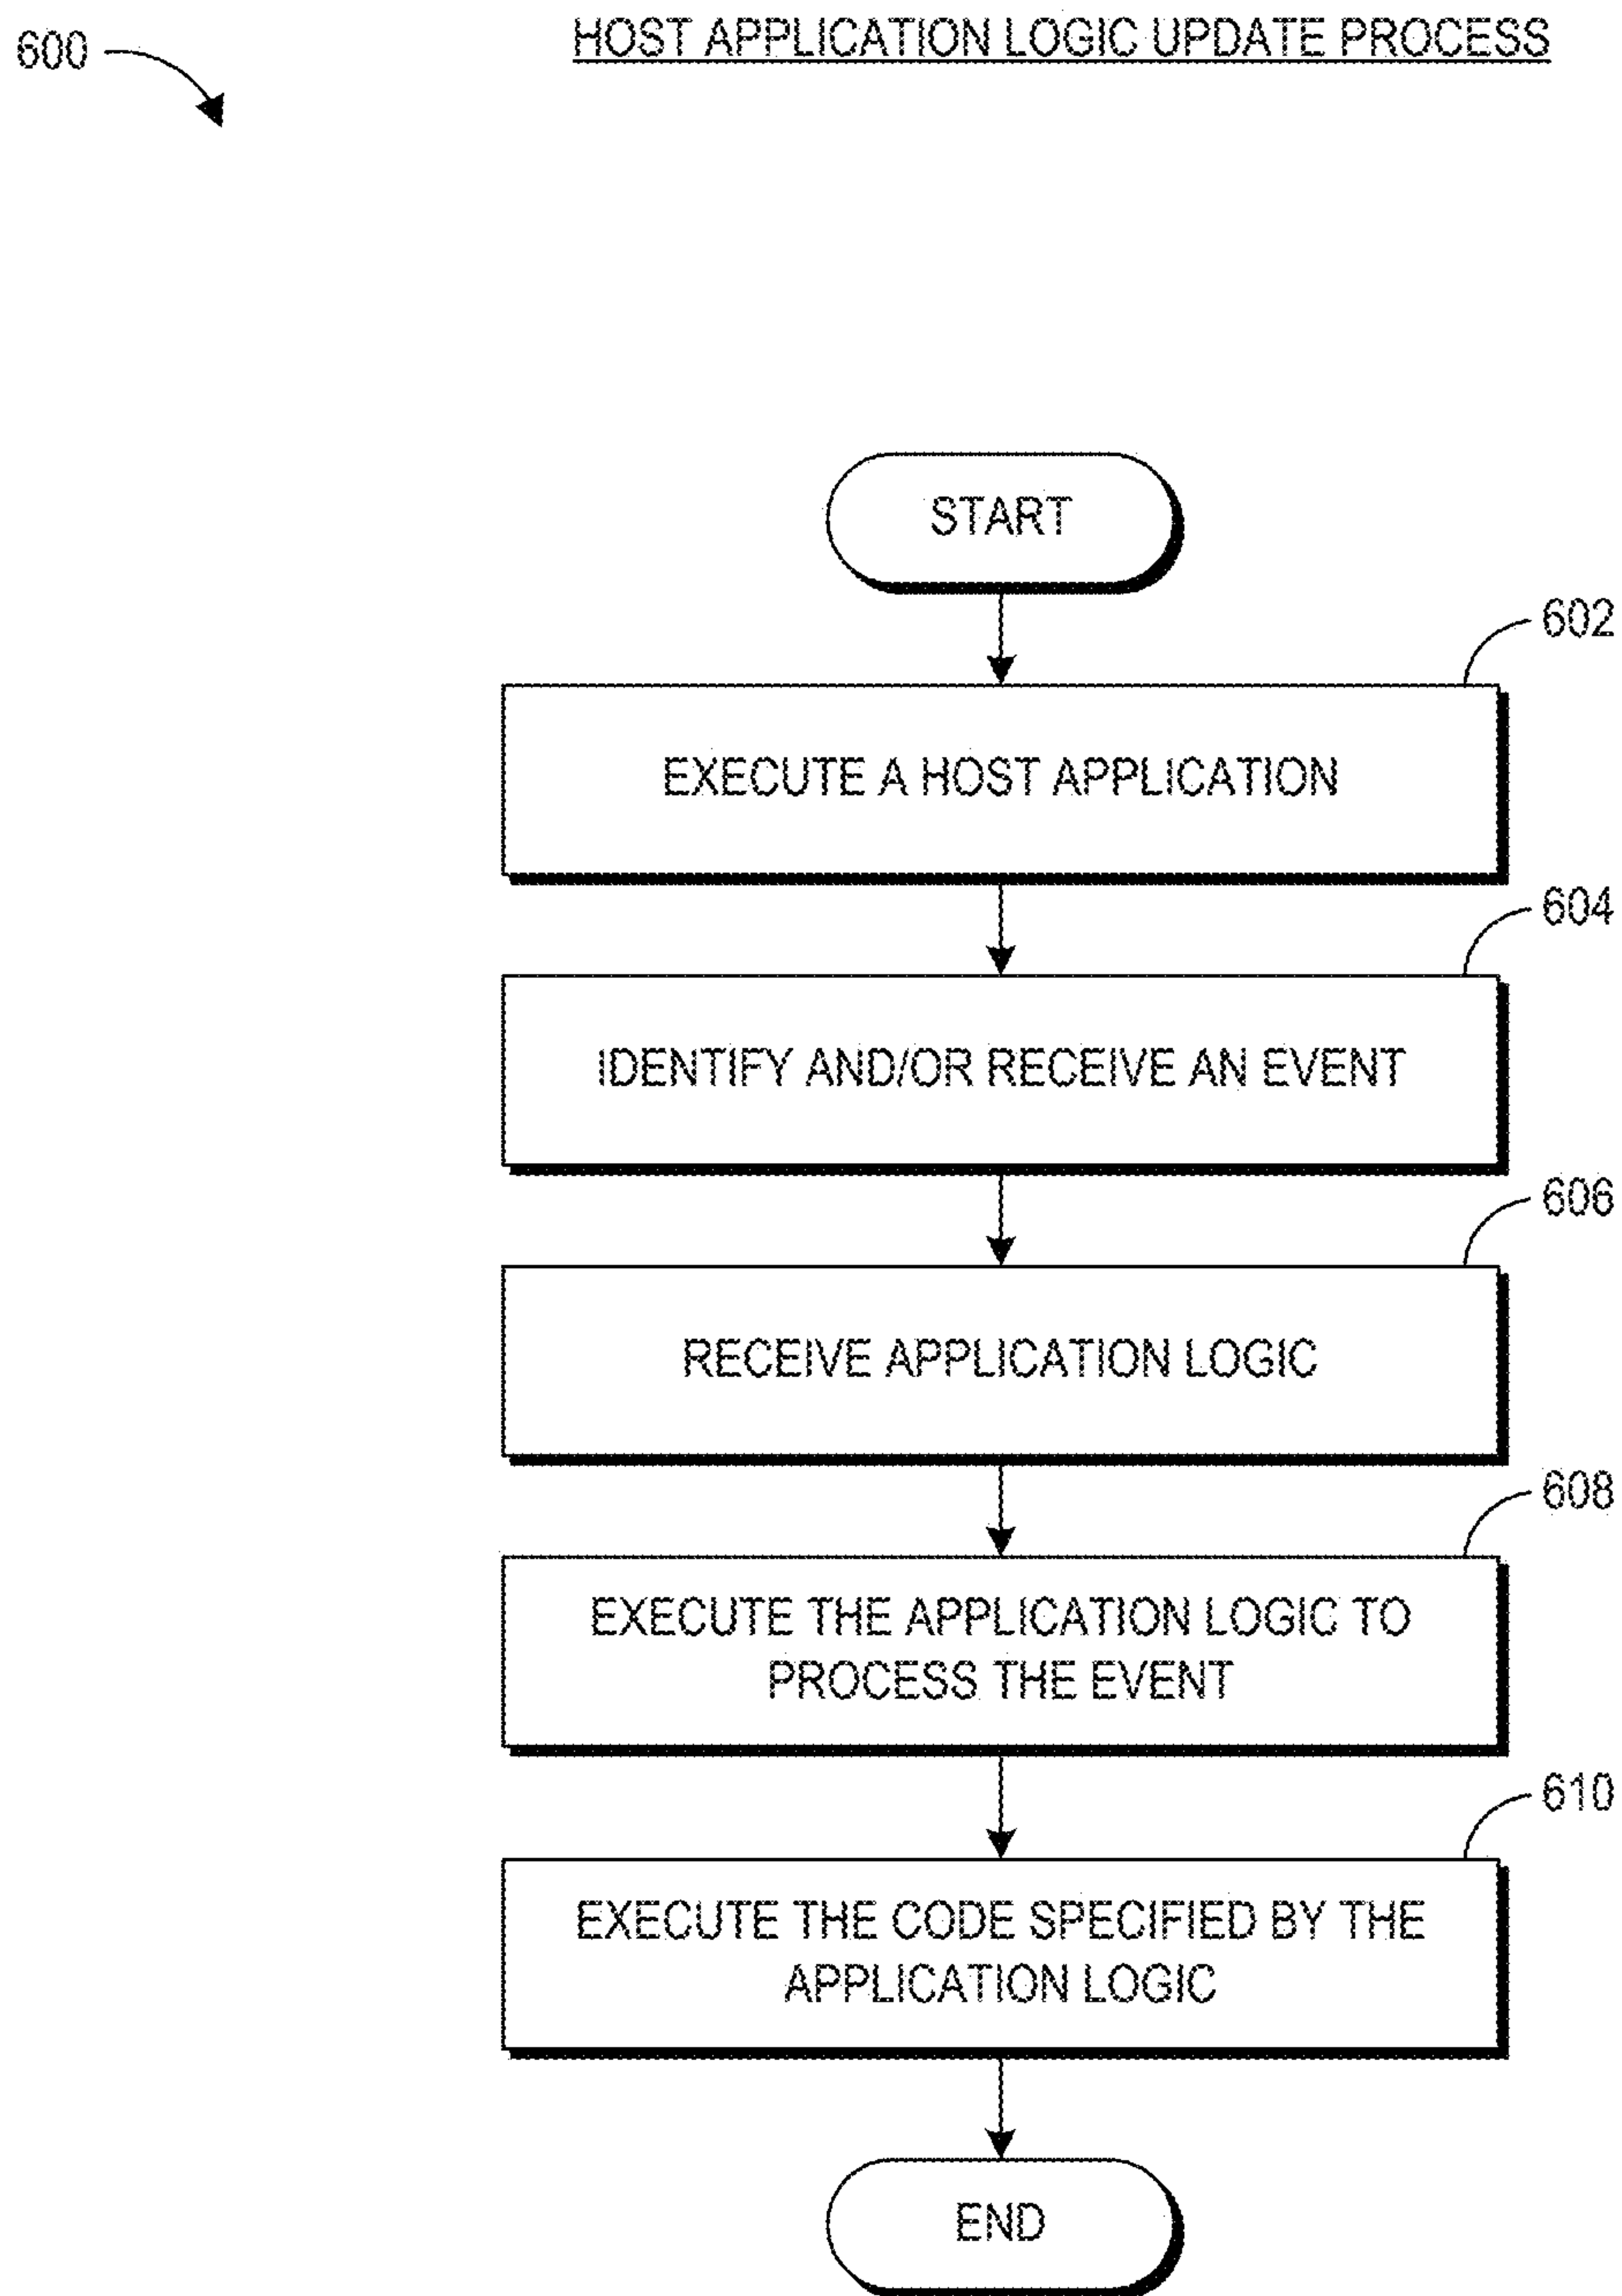 600
HOST APPLICATION LOGIC UPDATE PROCESS
START
602
EXECUTE A HOST APPLICATION
604
IDENTIFY AND/OR RECEIVE AN EVENT
606
RECEIVE APPLICATION LOGIC
608
EXECUTE THE APPLICATION LOGIC TO
PROCESS THE EVENT
610
EXECUTE THE CODE SPECIFIED BY THE
APPLICATION LOGIC
END